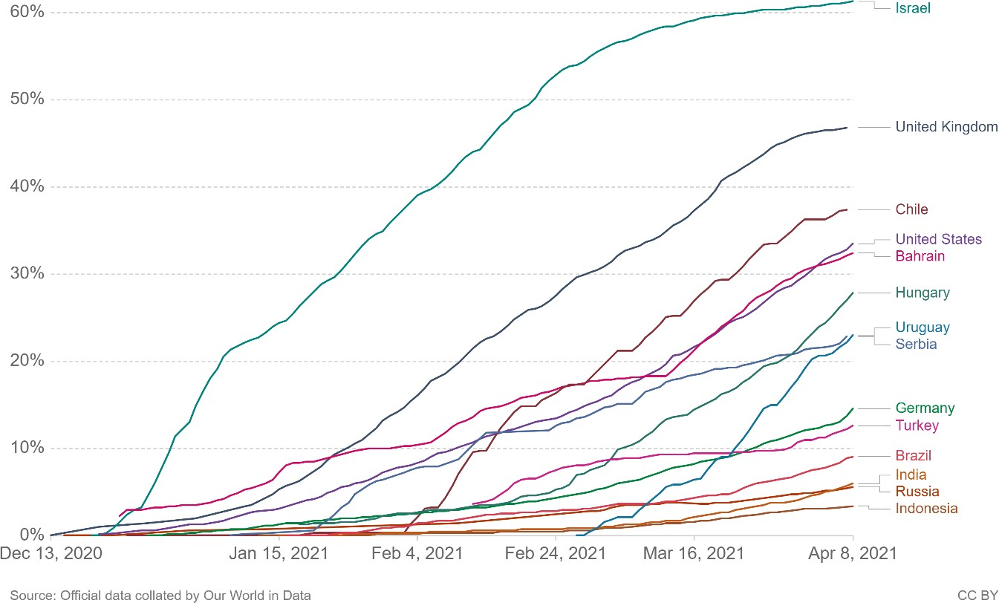 60%
Israel
50%
United Kingdom
40%
Chile
United States
30%
Bahrain
Hungary
Uruguay
20%
Serbia
Germany
Turkey
10%
Brazil
India
Russia
Indonesia
0%
Dec 13, 2020 Jan 15, 2021 Feb 4, 2021 Feb 24, 2021 Mar 16, 2021 Apr 8, 2021
Source: Official data collated by Our World in Data CC BY